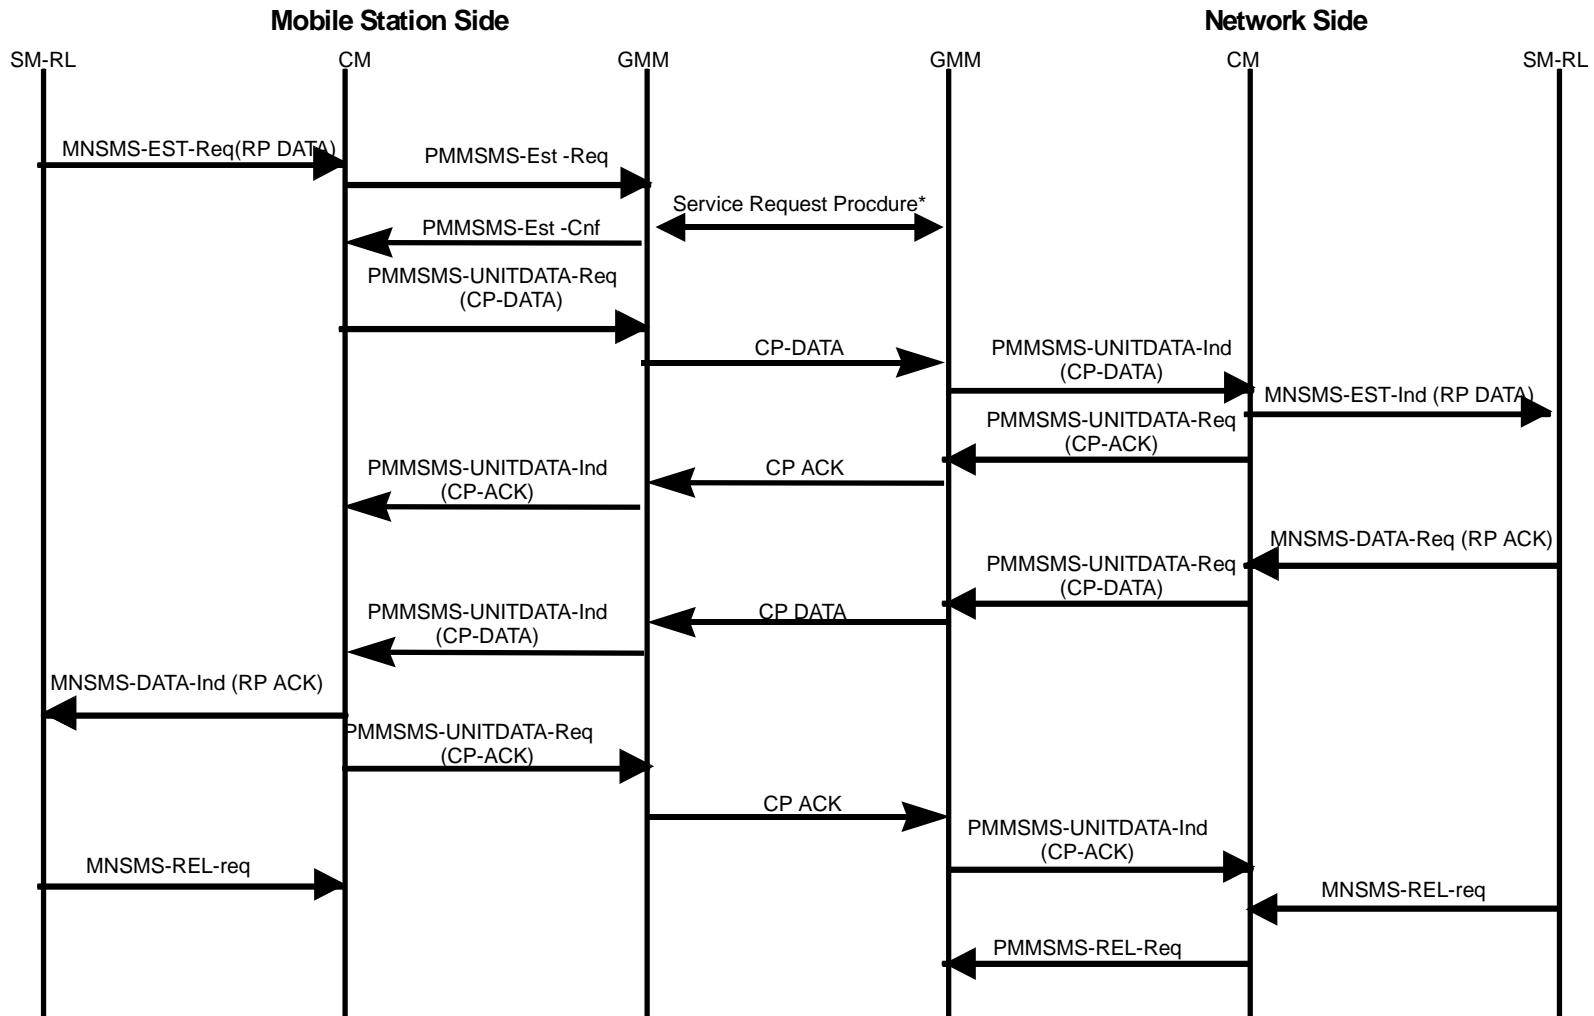 Mobile Station Side
Network Side
SM-RL
CM
GMM
GMM
CM
SM-RL
MNSMS-EST-Req(RP DATA)
PMMSMS-Est -Req
Service Request Procdure*
PMMSMS-Est -Cnf
PMMSMS-UNITDATA-Req
(CP-DATA)
CP-DATA
PMMSMS-UNITDATA-Ind
(CP-DATA)
MNSMS-EST-Ind (RP DATA)
PMMSMS-UNITDATA-Req
(CP-ACK)
CP ACK
PMMSMS-UNITDATA-Ind
(CP-ACK)
MNSMS-DATA-Req (RP ACK)
PMMSMS-UNITDATA-Req
(CP-DATA)
CP DATA
PMMSMS-UNITDATA-Ind
(CP-DATA)
MNSMS-DATA-Ind (RP ACK)
PMMSMS-UNITDATA-Req
(CP-ACK)
CP ACK
PMMSMS-UNITDATA-Ind
(CP-ACK)
MNSMS-REL-req
MNSMS-REL-req
PMMSMS-REL-Req